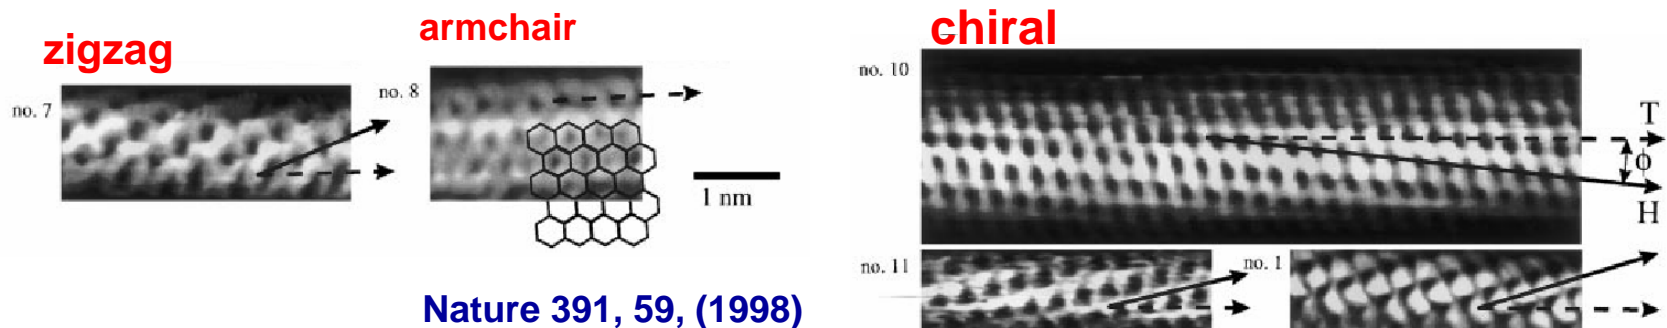 zigzag
armchair
chiral
no. 7
no. 8
no. 10
T
ϕ
H
1 nm
no. 11
no. 1
Nature 391, 59, (1998)